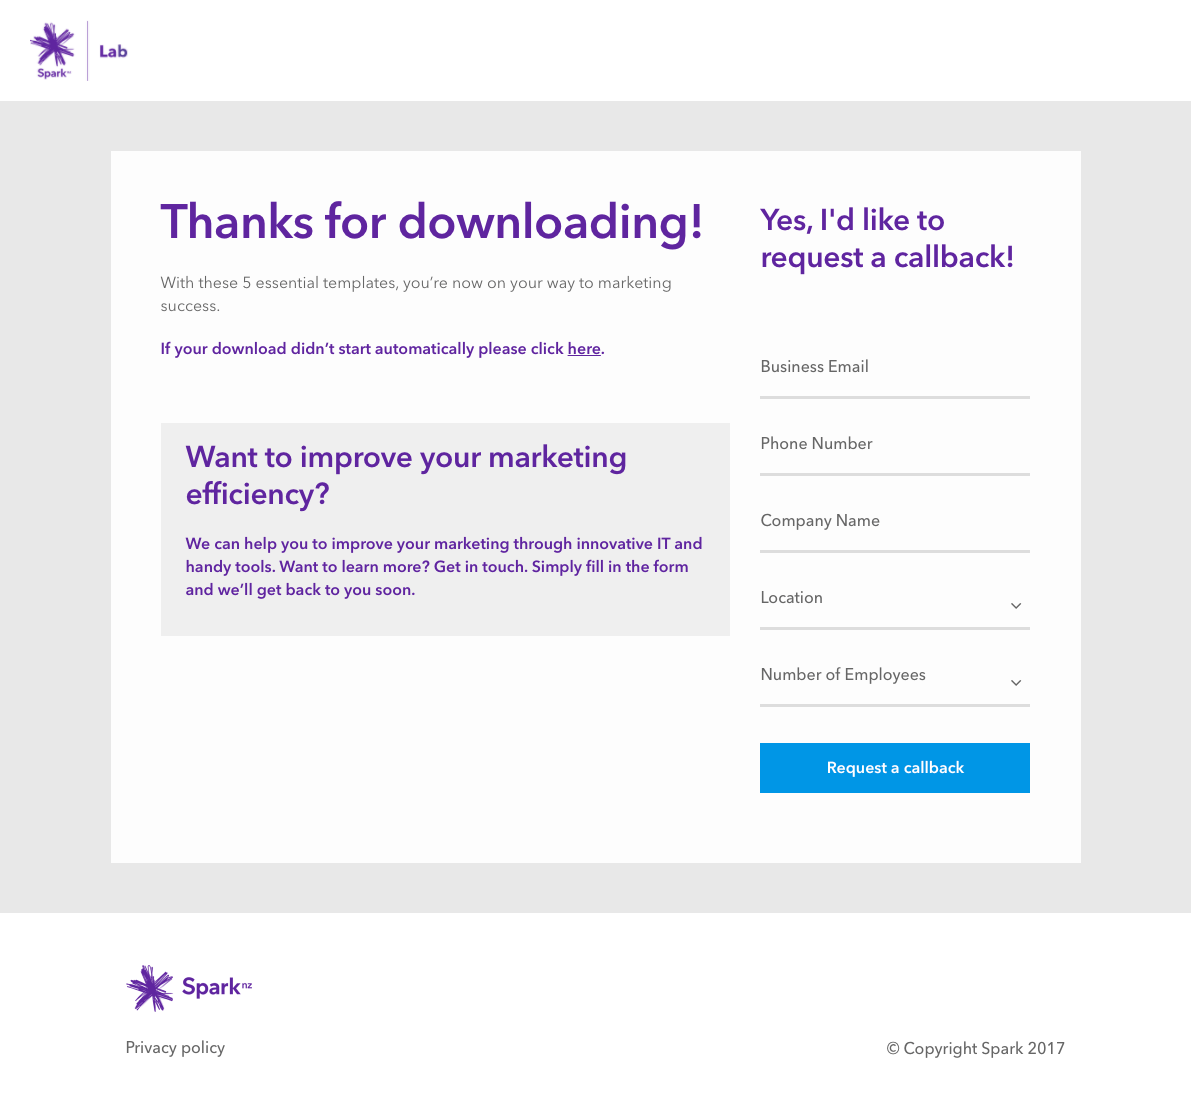 Spark nz
Lab
Thanks for downloading!
With these 5 essential templates, you’re now on your way to marketing
success.
If your download didn’t start automatically please click here.
Want to improve your marketing
efficiency?
We can help you to improve your marketing through innovative IT and
handy tools. Want to learn more? Get in touch. Simply fill in the form
and we’ll get back to you soon.
Yes, I'd like to
request a callback!
Business Email
Phone Number
Company Name
Location
Number of Employees
Request a callback
Spark nz
Privacy policy
© Copyright Spark 2017